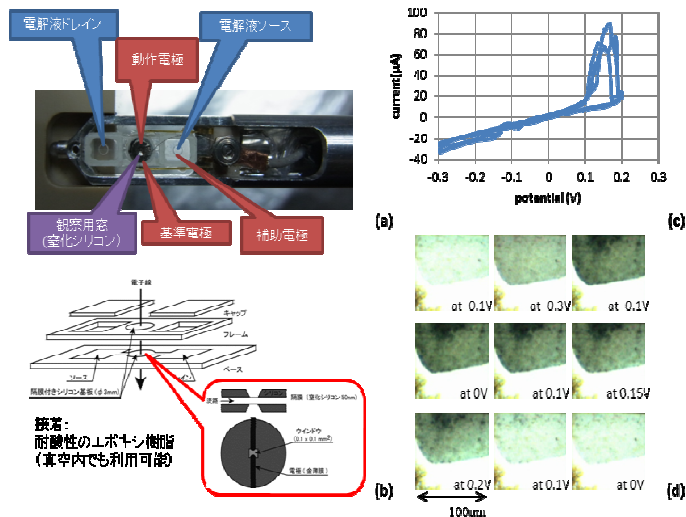 電解液ドレイン
電解液ソース
動作電極
観察用窓
(窒化シリコン)
基準電極
補助電極
(a)
current(μA)
100
80
60
40
20
0
-20
-40
-0.3
-0.2
-0.1
0
0.1
0.2
0.3
potential(V)
(c)
電子線
キャップ
フレーム
ベース
隔膜付きシリコン基板(φ3mm)
接着:
耐酸性のエポキシ樹脂
(真空内でも利用可能)
シリコン
隔膜(窒化シリコン50nm)
ウインドウ
(0.1 x 0.1 mm²)
電極(金薄膜)
(b)
at 0.1V
at 0.3V
at 0.1V
at 0V
at 0.1V
at 0.15V
at 0.2V
at 0.1V
at 0V
100μm
(d)